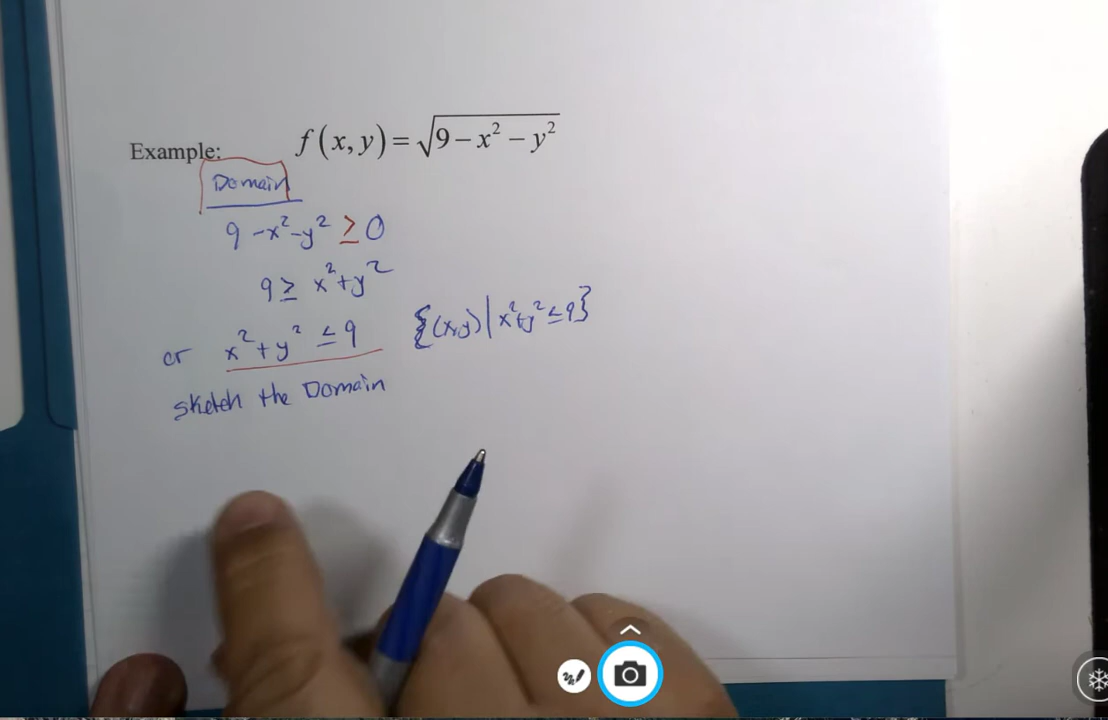 Example: f(x,y)=√(9−x²−y²)
Domain
9−x²−y² ≥ 0
9 ≥ x²+y²
or x²+y² ≤ 9 {(x,y)|x²+y²≤9}
sketch the Domain